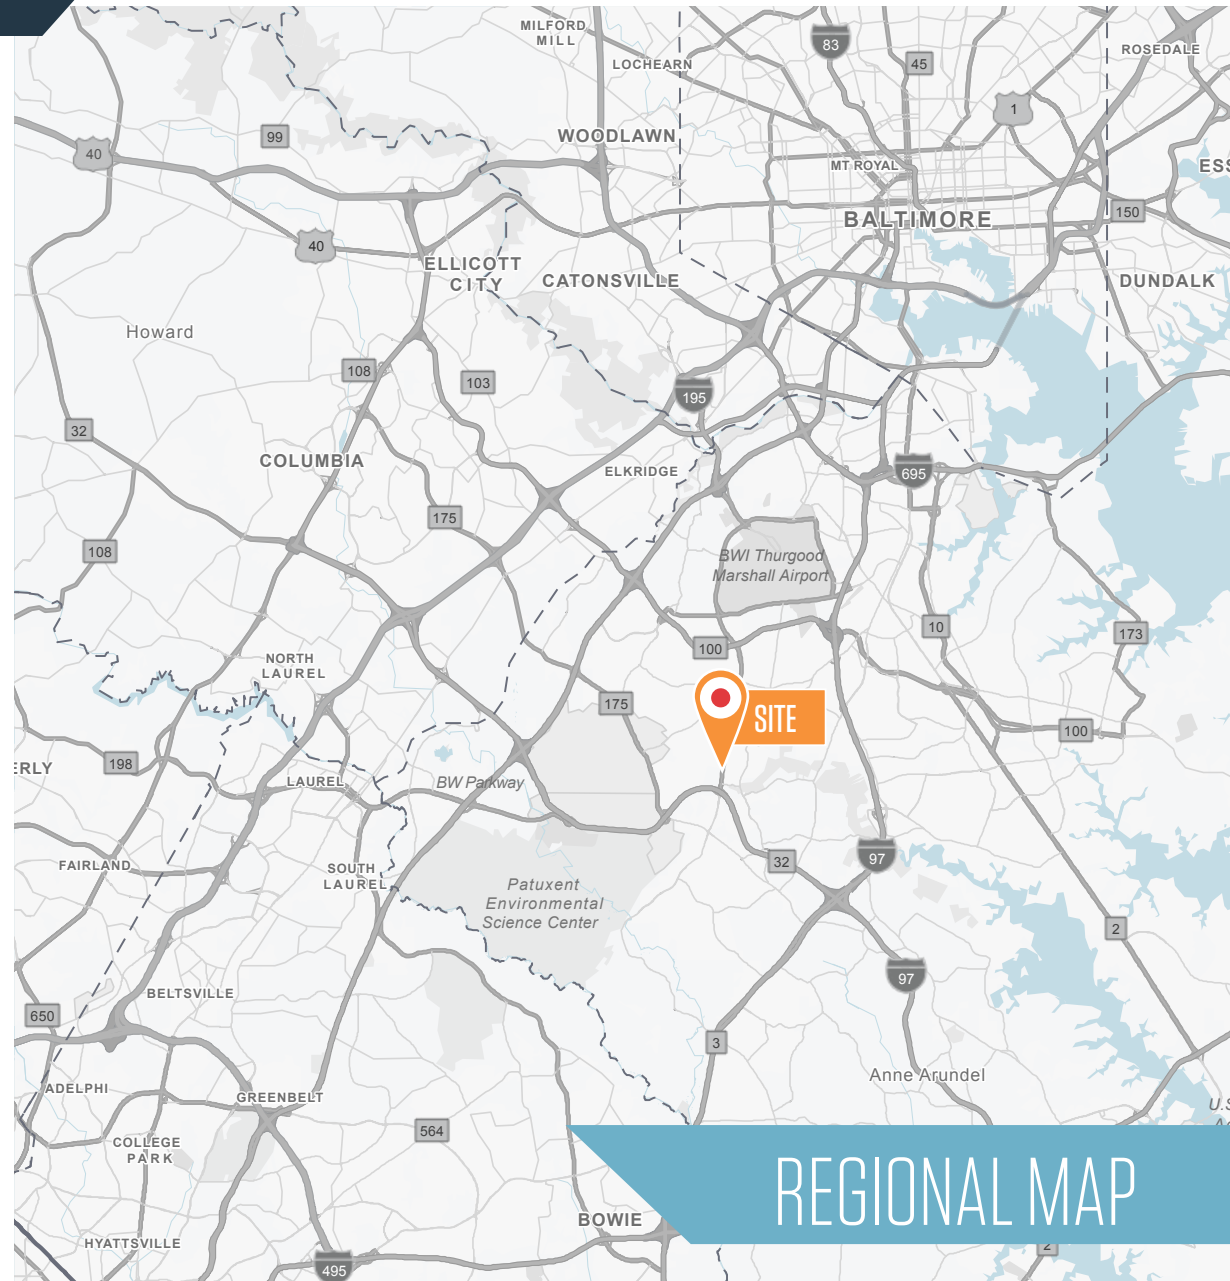 MILFORD
MILL
83
45
ROSEDALE
LOCHEARN
1
99
WOODLAWN
40
MT ROYAL
ESS
BALTIMORE
150
40
ELLICOTT
CITY
CATONSVILLE
DUNDALK
Howard
108
103
195
32
COLUMBIA
ELKRIDGE
695
175
108
BWI Thurgood
Marshall Airport
10
173
100
NORTH
LAUREL
175
SITE
100
ERLY
198
LAUREL
BW Parkway
FAIRLAND
SOUTH
LAUREL
32
97
Patuxent
Environmental
Science Center
2
97
BELTSVILLE
650
3
ADELPHI
GREENBELT
Anne Arundel
U.S
COLLEGE
PARK
564
REGIONAL MAP
BOWIE
HYATTSVILLE
2
495